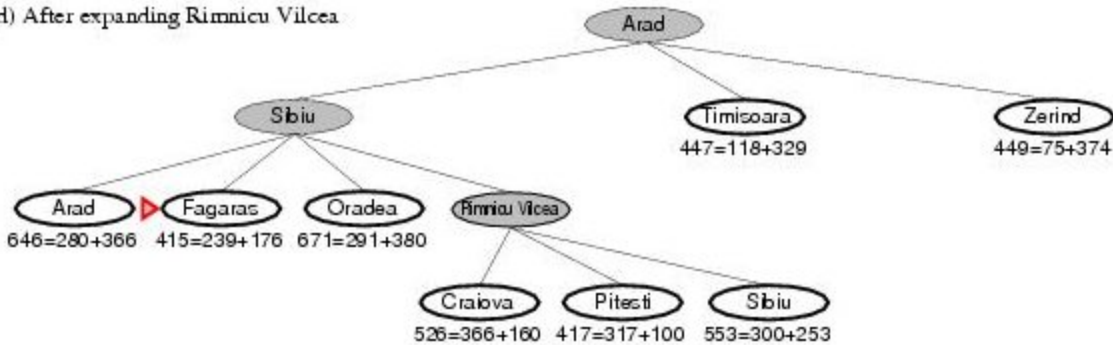 d) After expanding Rimnicu Vilcea
Arad
Sibiu
Timisoara
Zerind
447=118+329
449=75+374
Arad
Fagaras
Oradea
Rimnicu Vilcea
646=280+366
415=239+176
671=291+380
Craiova
Pitesti
Sibiu
526=366+160
417=317+100
553=300+253